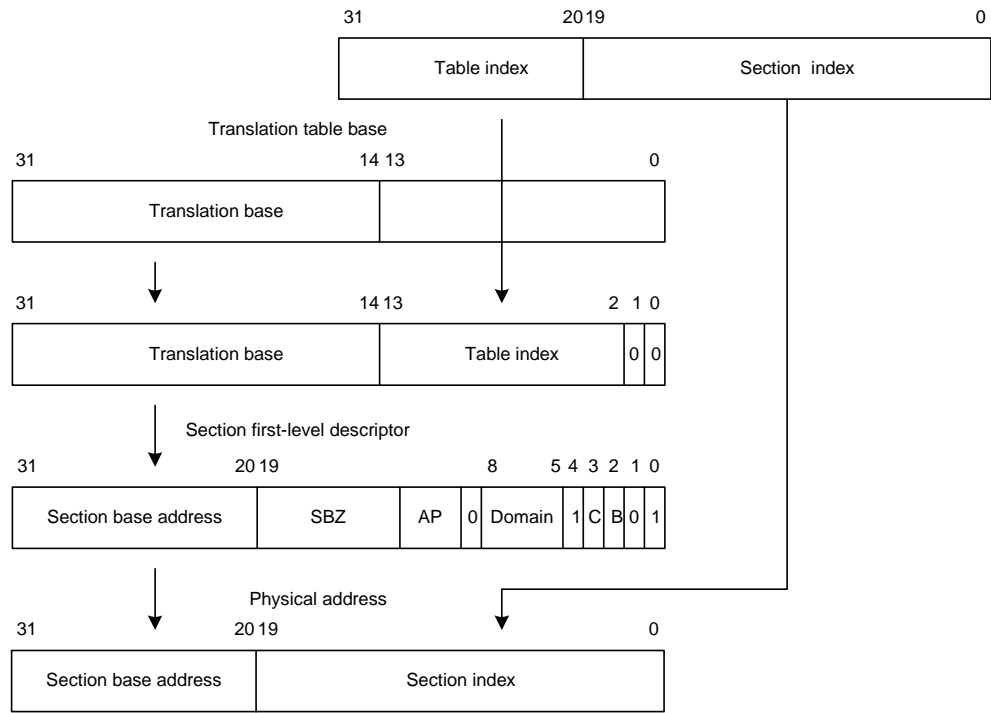 31 20 19 0
Table index Section index
Translation table base
31 14 13 0
Translation base
31 14 13 2 1 0
Translation base Table index 0 0
Section first-level descriptor
31 20 19 8 5 4 3 2 1 0
Section base address SBZ AP 0 Domain 1 C B 0 1
Physical address
31 20 19 0
Section base address Section index